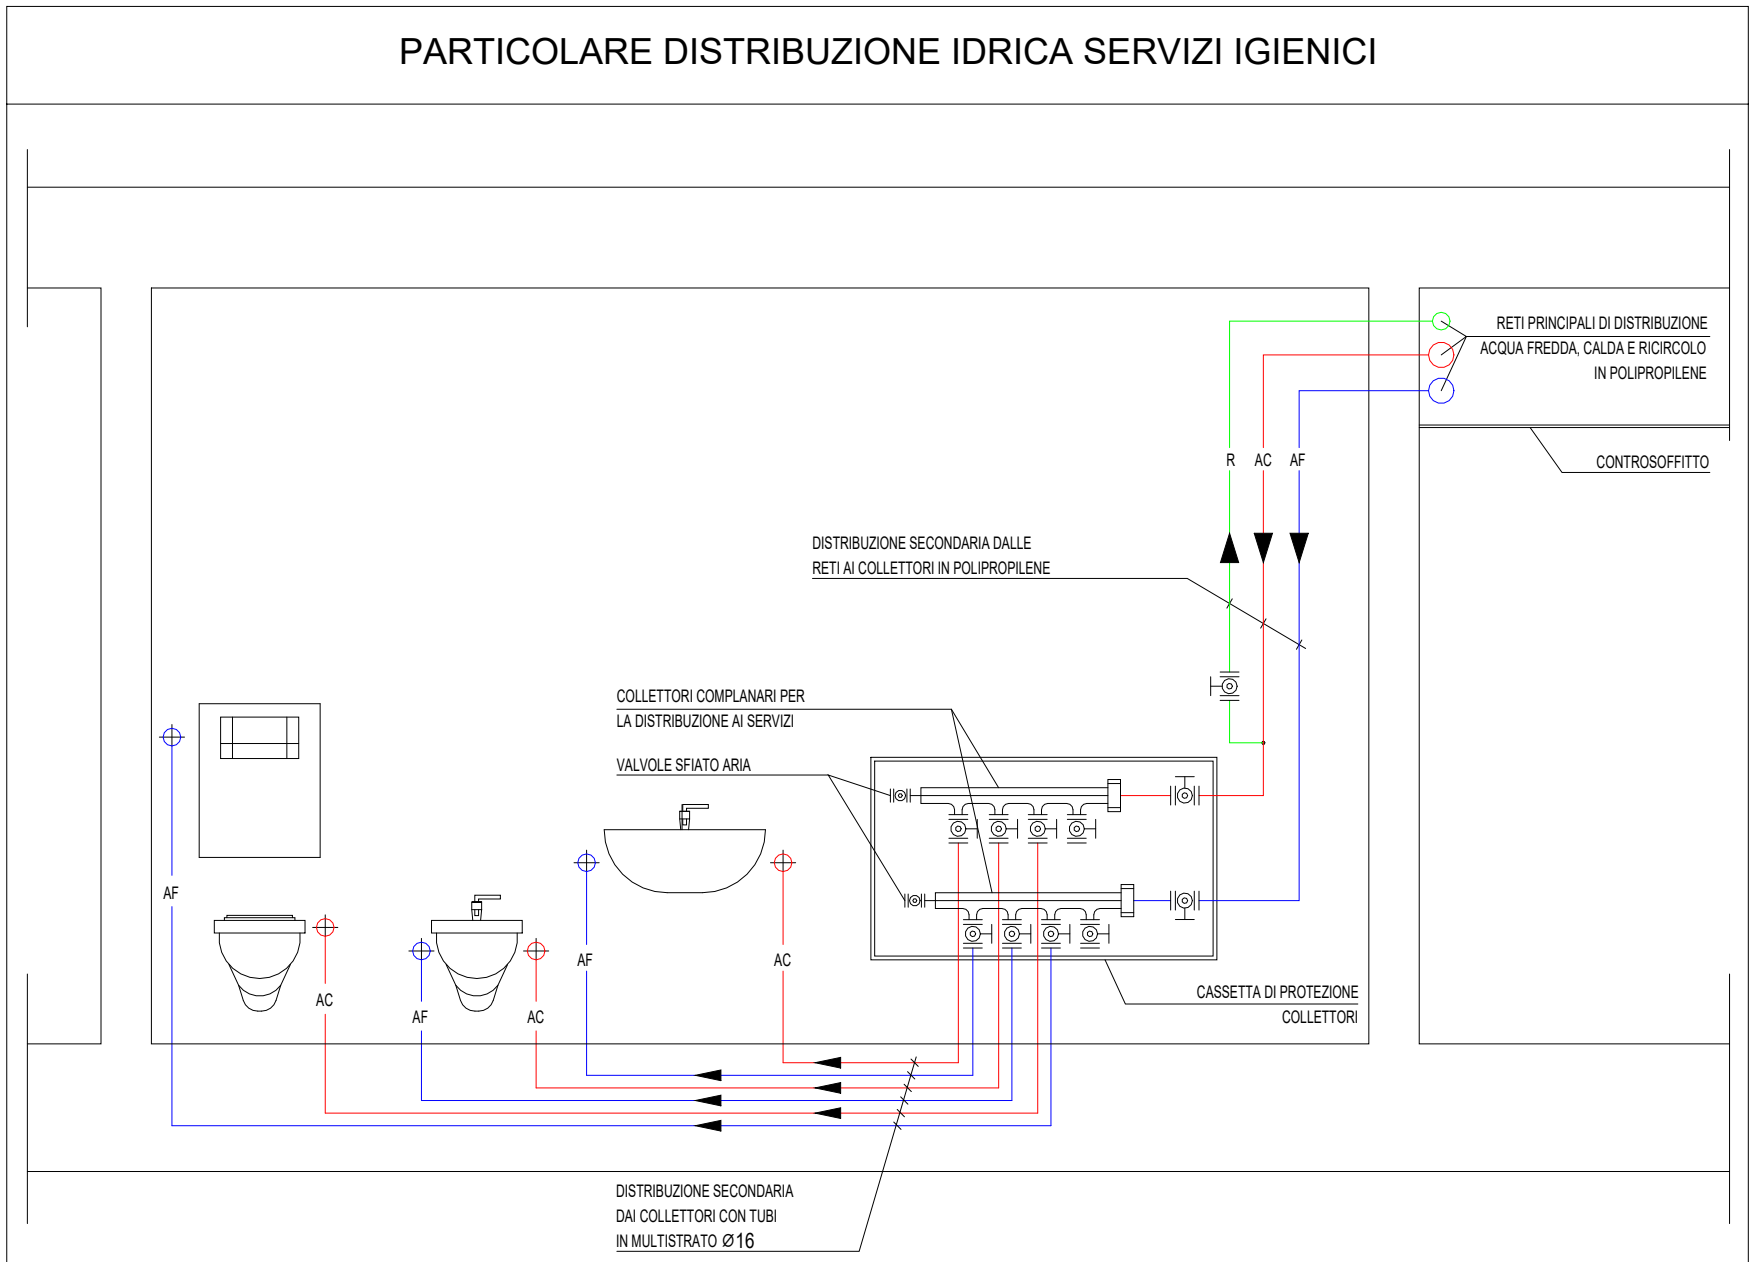 PARTICOLARE DISTRIBUZIONE IDRICA SERVIZI IGIENICI
RETI PRINCIPALI DI DISTRIBUZIONE
ACQUA FREDDA, CALDA E RICIRCOLO
IN POLIPROPILENE
R AC AF
CONTROSOFFITTO
DISTRIBUZIONE SECONDARIA DALLE
RETI AI COLLETTORI IN POLIPROPILENE
COLLETTORI COMPLANARI PER
LA DISTRIBUZIONE AI SERVIZI
VALVOLE SFIATO ARIA
AF
AC
AF
AC
AF
AC
CASSETTA DI PROTEZIONE
COLLETTORI
DISTRIBUZIONE SECONDARIA
DAI COLLETTORI CON TUBI
IN MULTISTRATO Ø16